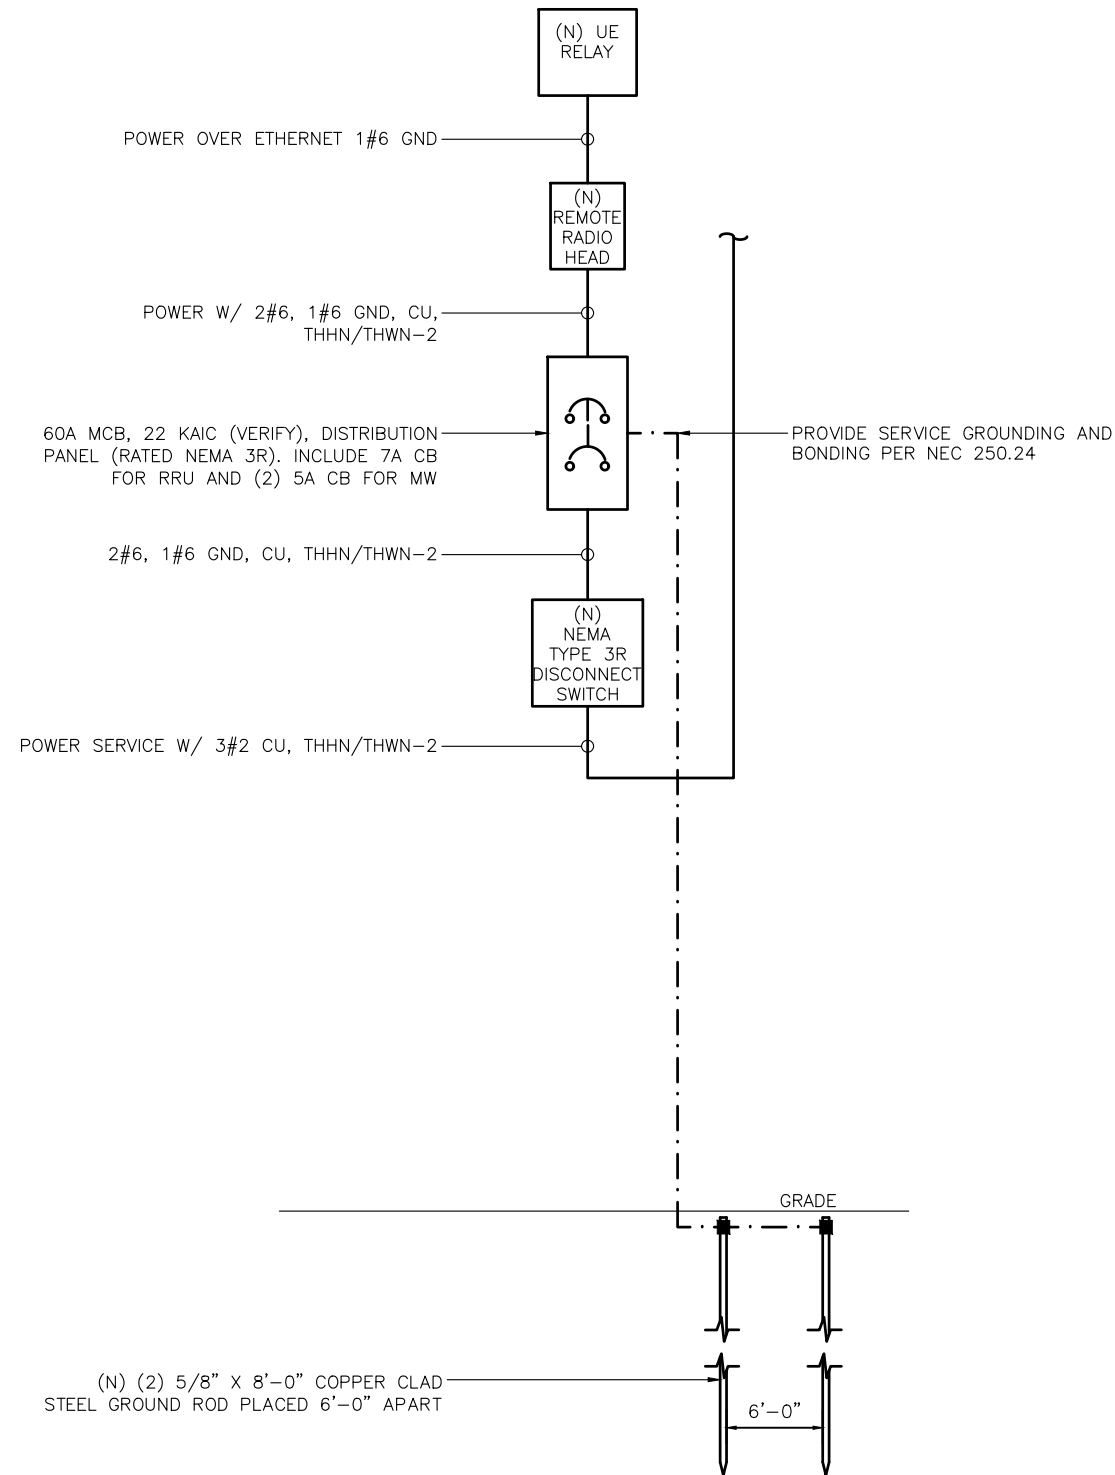 (N) UE
RELAY
POWER OVER ETHERNET 1#6 GND
(N)
REMOTE
RADIO
HEAD
POWER W/ 2#6, 1#6 GND, CU,
THHN/THWN-2
60A MCB, 22 KAIC (VERIFY), DISTRIBUTION
PANEL (RATED NEMA 3R). INCLUDE 7A CB
FOR RRU AND (2) 5A CB FOR MW
PROVIDE SERVICE GROUNDING AND
BONDING PER NEC 250.24
2#6, 1#6 GND, CU, THHN/THWN-2
(N)
NEMA
TYPE 3R
DISCONNECT
SWITCH
POWER SERVICE W/ 3#2 CU, THHN/THWN-2
GRADE
(N) (2) 5/8" X 8'-0" COPPER CLAD
STEEL GROUND ROD PLACED 6'-0" APART
6'-0"